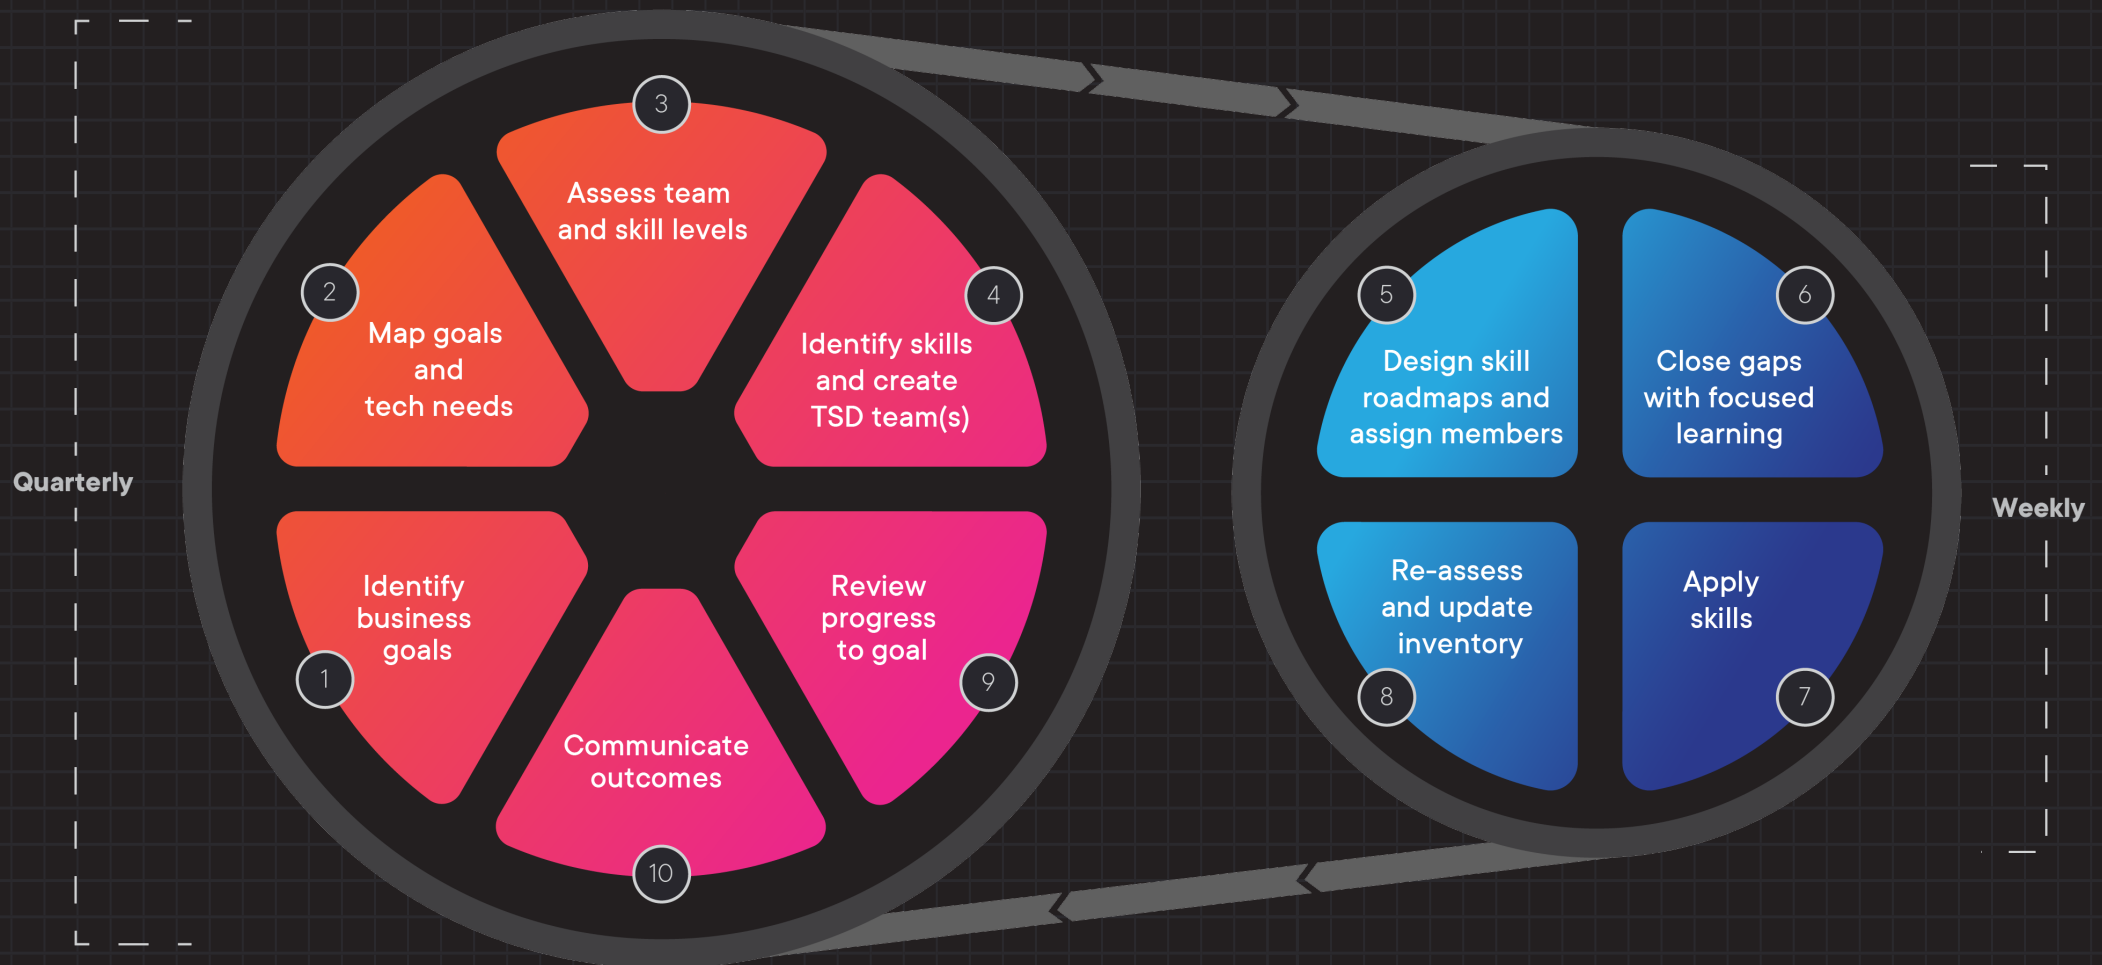 Quarterly
1
Identify
business
goals
2
Map goals
and
tech needs
3
Assess team
and skill levels
4
Identify skills
and create
TSD team(s)
5
Design skill
roadmaps and
assign members
6
Close gaps
with focused
learning
7
Apply
skills
8
Re-assess
and update
inventory
9
Review
progress
to goal
10
Communicate
outcomes
Weekly